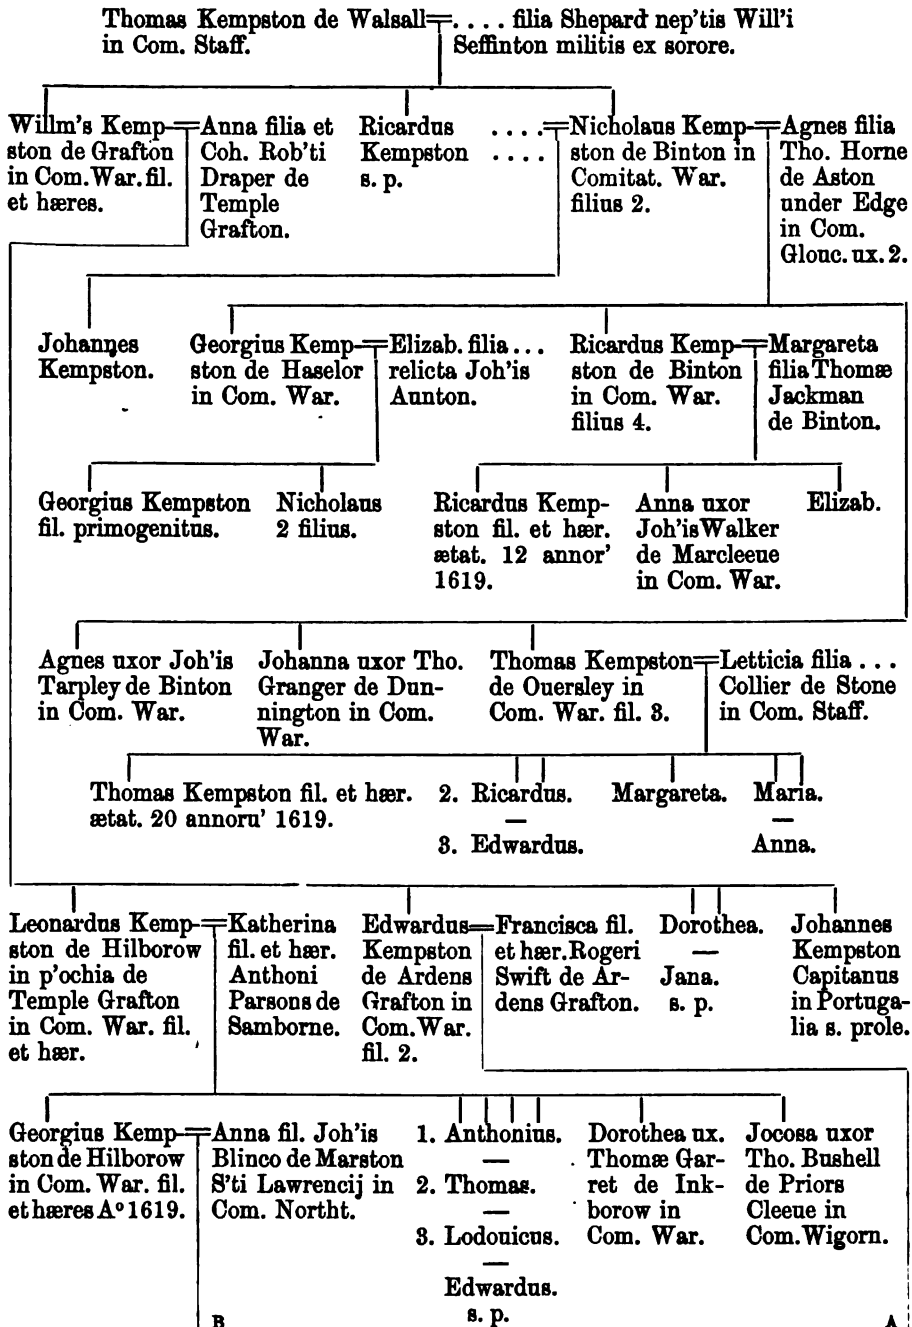 Thomas Kempston de Walsall
in Com. Staff.
.... filia Shepard nep'tis Will'i
Seffinton militis ex sorore.
Willm's Kemp-
ston de Grafton
in Com. War. fil.
et hæres.
Anna filia et
Coh. Rob'ti
Draper de
Temple
Grafton.
Ricardus
Kempston
s. p.
....
....
Nicholaus Kemp-
ston de Binton in
Comitat. War.
filius 2.
Agnes filia
Tho. Horne
de Aston
under Edge
in Com.
Glouc. ux. 2.
Johannes
Kempston.
Georgius Kemp-
ston de Haselor
in Com. War.
Elizab. filia...
relicta Joh'is
Aunton.
Ricardus Kemp-
ston de Binton
in Com. War.
filius 4.
Margareta
filia Thomæ
Jackman
de Binton.
Georgius Kempston
fil. primogenitus.
Nicholaus
2 filius.
Ricardus Kemp-
ston fil. et hær.
ætat. 12 annor'
1619.
Anna uxor
Joh'is Walker
de Marcleeue
in Com. War.
Elizab.
Agnes uxor Joh'is
Tarpley de Binton
in Com. War.
Johanna uxor Tho.
Granger de Dun-
nington in Com.
War.
Thomas Kempston
de Ouersley in
Com. War. fil. 3.
Letticia filia ...
Collier de Stone
in Com. Staff.
Thomas Kempston fil. et hær.
ætat. 20 annoru' 1619.
2. Ricardus.
—
3. Edwardus.
Margareta.
Maria.
—
Anna.
Leonardus Kemp-
ston de Hilborow
in p'ochia de
Temple Grafton
in Com. War. fil.
et hær.
Katherina
fil. et hær.
Anthoni
Parsons de
Samborne.
Edwardus
Kempston
de Ardens
Grafton in
Com. War.
fil. 2.
Francisca fil.
et hær. Rogeri
Swift de Ar-
dens Grafton.
Dorothea.
—
Jana.
s. p.
Johannes
Kempston
Capitanus
in Portuga-
lia s. prole.
Georgius Kemp-
ston de Hilborow
in Com. War. fil.
et hæres Aº 1619.
Anna fil. Joh'is
Blinco de Marston
S'ti Lawrencij in
Com. Northt.
1. Anthonius.
—
2. Thomas.
—
3. Lodouicus.
—
Edwardus.
s. p.
Dorothea ux.
Thomæ Gar-
ret de Ink-
borow in
Com. War.
Jocosa uxor
Tho. Bushell
de Priors
Cleeue in
Com. Wigorn.
B
A